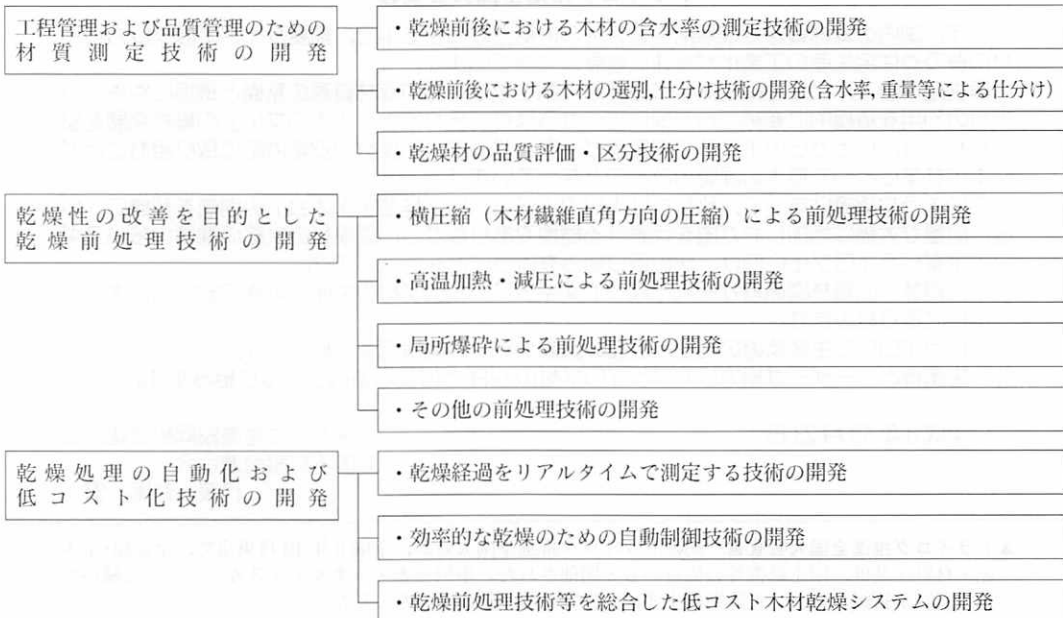 工程管理および品質管理のための
材質測定技術の開発
・乾燥前後における木材の含水率の測定技術の開発
・乾燥前後における木材の選別,仕分け技術の開発(含水率,重量等による仕分け)
・乾燥材の品質評価・区分技術の開発
乾燥性の改善を目的とした
乾燥前処理技術の開発
・横圧縮（木材繊維直角方向の圧縮）による前処理技術の開発
・高温加熱・減圧による前処理技術の開発
・局所爆砕による前処理技術の開発
・その他の前処理技術の開発
乾燥処理の自動化および
低コスト化技術の開発
・乾燥経過をリアルタイムで測定する技術の開発
・効率的な乾燥のための自動制御技術の開発
・乾燥前処理技術等を総合した低コスト木材乾燥システムの開発